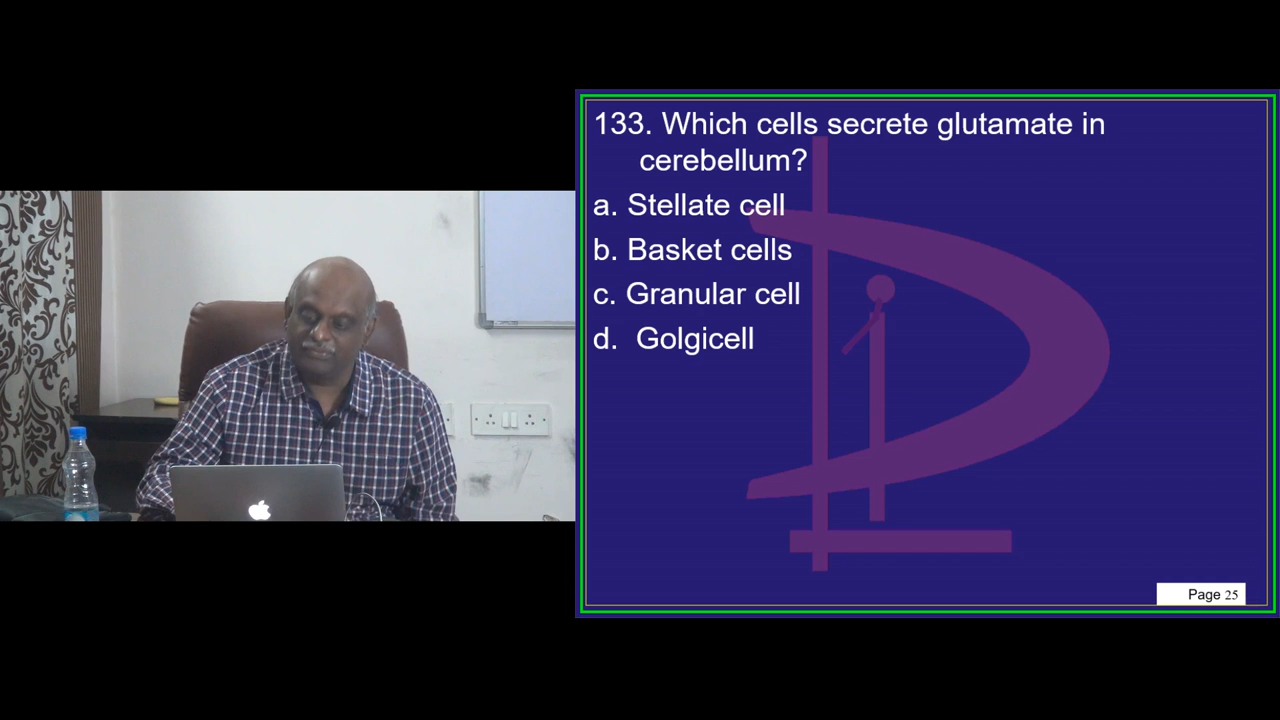 133. Which cells secrete glutamate in
cerebellum?
a. Stellate cell
b. Basket cells
c. Granular cell
d. Golgicell
Page 25